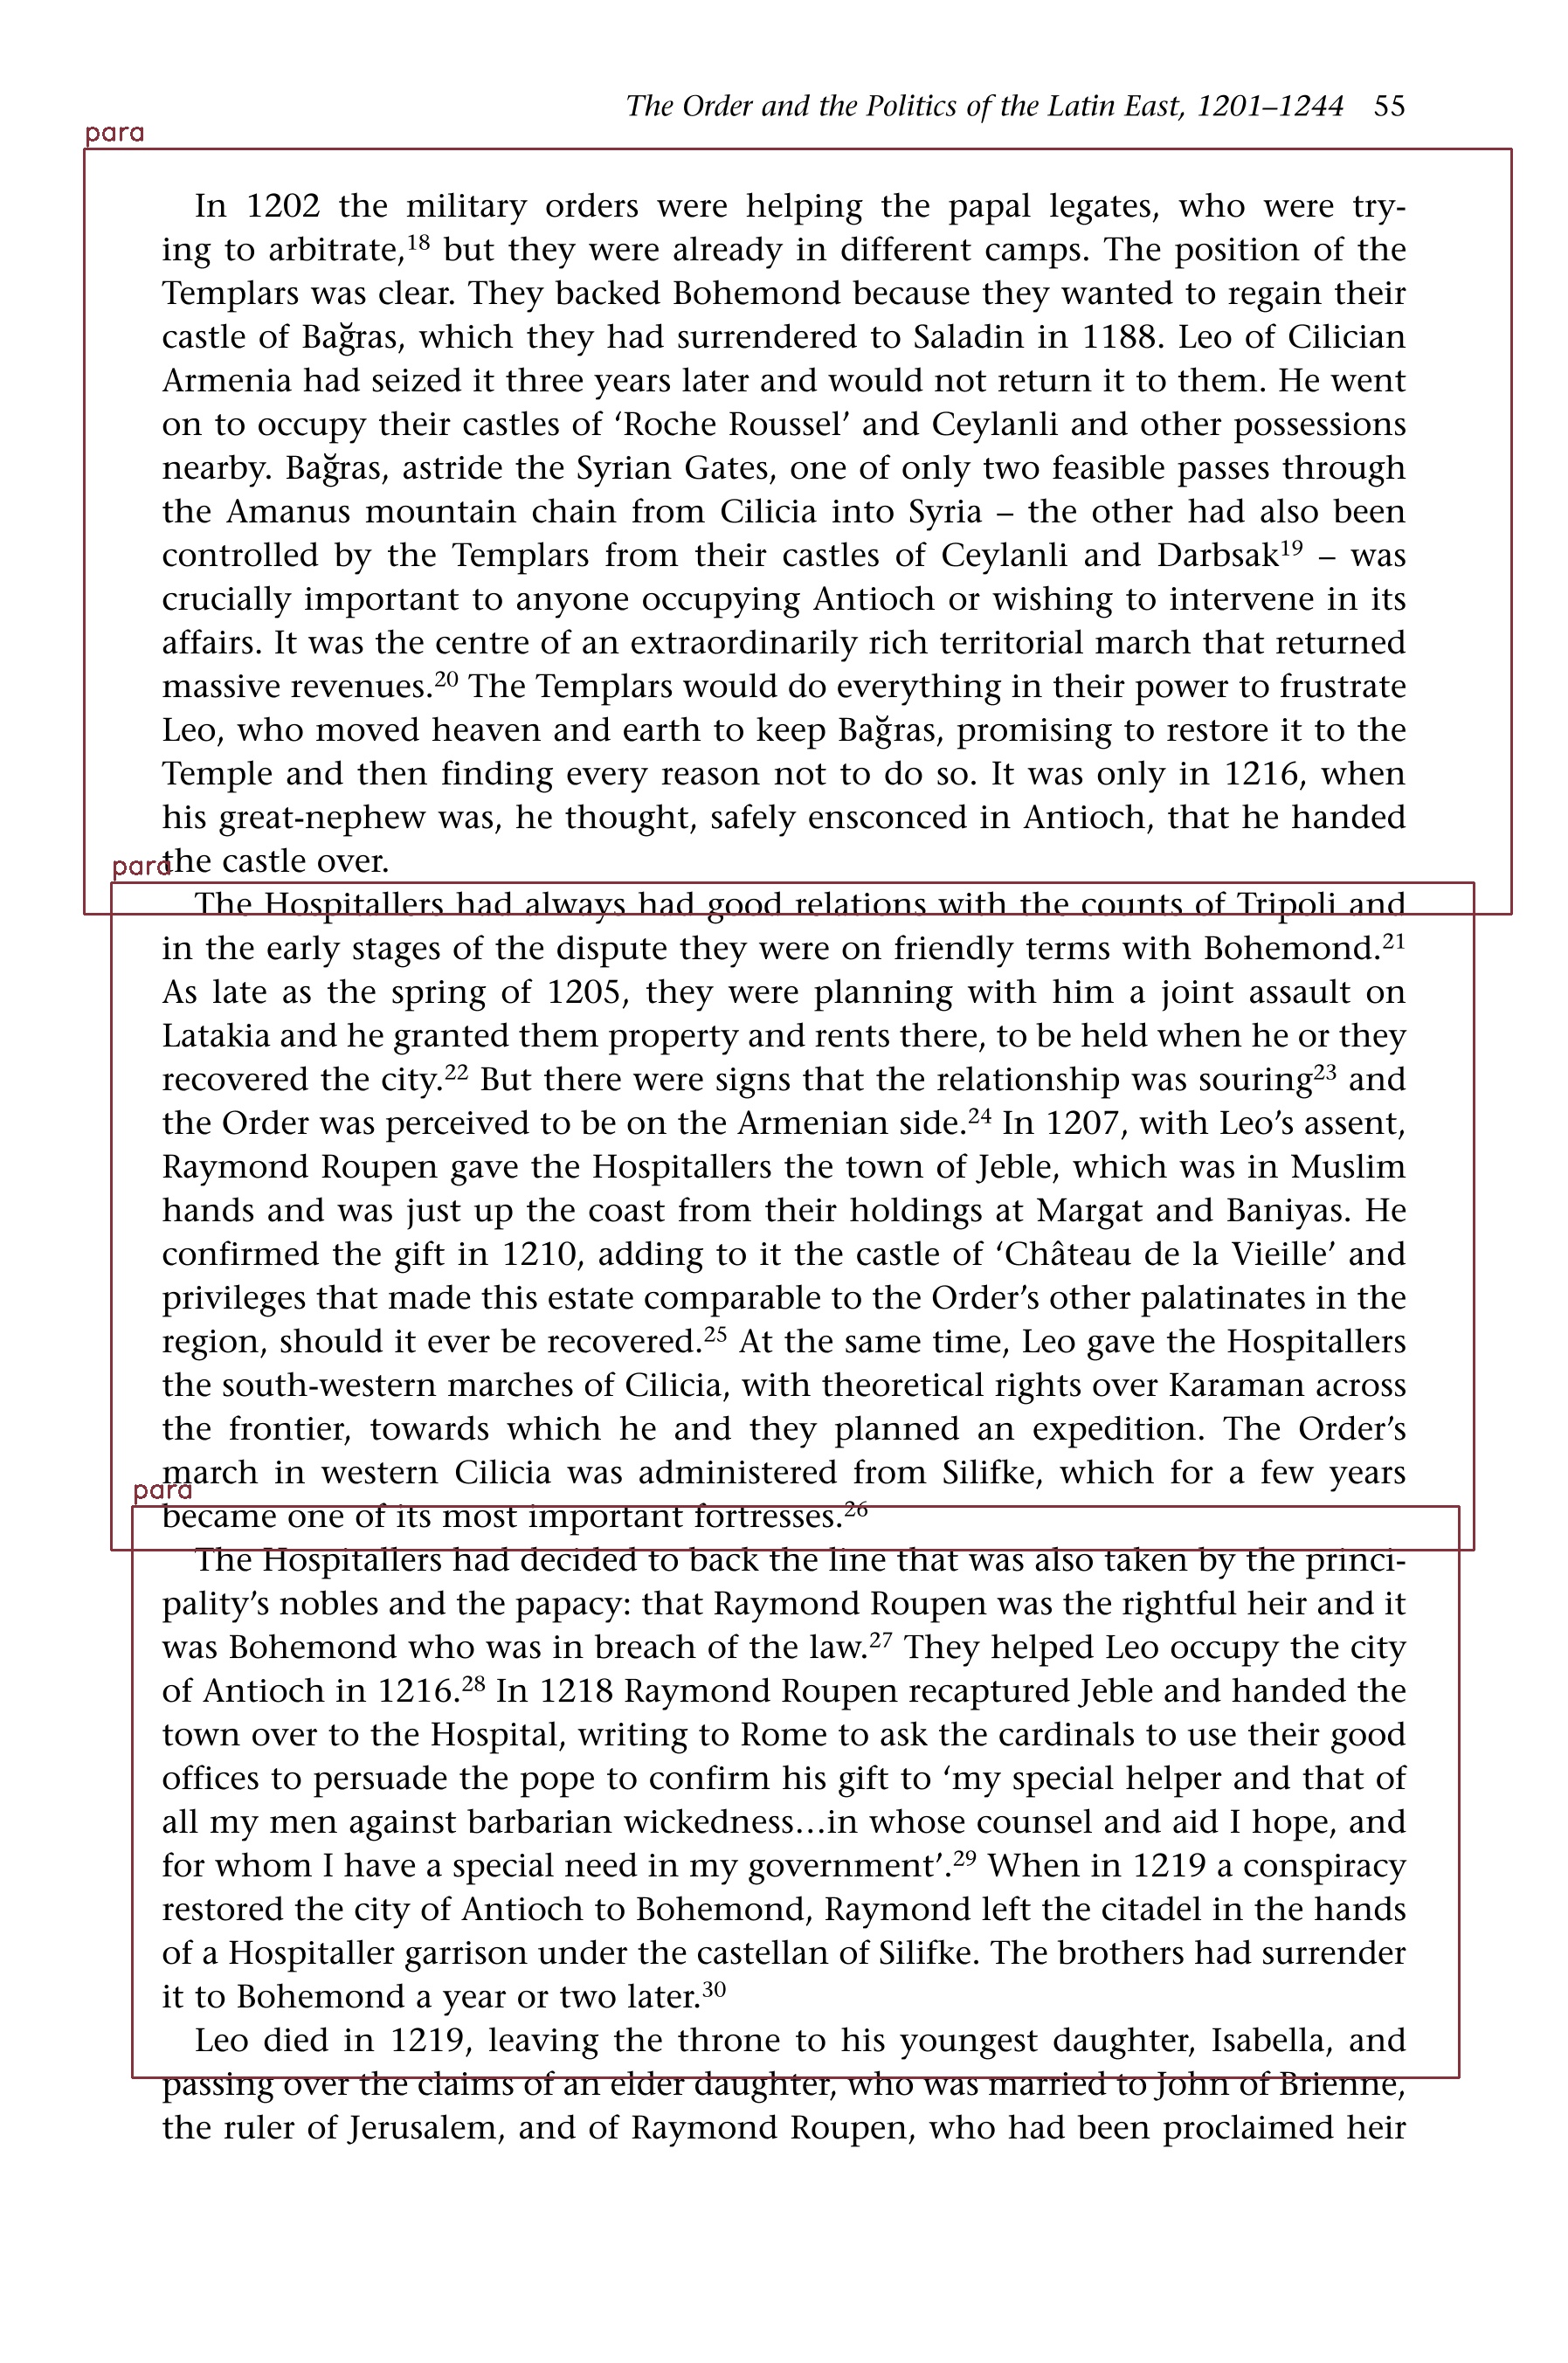 The Order and the Politics of the Latin East, 1201–1244 55
para
In 1202 the military orders were helping the papal legates, who were try-
ing to arbitrate,18 but they were already in different camps. The position of the
Templars was clear. They backed Bohemond because they wanted to regain their
castle of Bağras, which they had surrendered to Saladin in 1188. Leo of Cilician
Armenia had seized it three years later and would not return it to them. He went
on to occupy their castles of ‘Roche Roussel’ and Ceylanli and other possessions
nearby. Bağras, astride the Syrian Gates, one of only two feasible passes through
the Amanus mountain chain from Cilicia into Syria – the other had also been
controlled by the Templars from their castles of Ceylanli and Darbsak19 – was
crucially important to anyone occupying Antioch or wishing to intervene in its
affairs. It was the centre of an extraordinarily rich territorial march that returned
massive revenues.20 The Templars would do everything in their power to frustrate
Leo, who moved heaven and earth to keep Bağras, promising to restore it to the
Temple and then finding every reason not to do so. It was only in 1216, when
his great-nephew was, he thought, safely ensconced in Antioch, that he handed
the castle over.
para
The Hospitallers had always had good relations with the counts of Tripoli and
in the early stages of the dispute they were on friendly terms with Bohemond.21
As late as the spring of 1205, they were planning with him a joint assault on
Latakia and he granted them property and rents there, to be held when he or they
recovered the city.22 But there were signs that the relationship was souring23 and
the Order was perceived to be on the Armenian side.24 In 1207, with Leo’s assent,
Raymond Roupen gave the Hospitallers the town of Jeble, which was in Muslim
hands and was just up the coast from their holdings at Margat and Baniyas. He
confirmed the gift in 1210, adding to it the castle of ‘Château de la Vieille’ and
privileges that made this estate comparable to the Order’s other palatinates in the
region, should it ever be recovered.25 At the same time, Leo gave the Hospitallers
the south-western marches of Cilicia, with theoretical rights over Karaman across
the frontier, towards which he and they planned an expedition. The Order’s
march in western Cilicia was administered from Silifke, which for a few years
para
became one of its most important fortresses.26
The Hospitallers had decided to back the line that was also taken by the princi-
pality’s nobles and the papacy: that Raymond Roupen was the rightful heir and it
was Bohemond who was in breach of the law.27 They helped Leo occupy the city
of Antioch in 1216.28 In 1218 Raymond Roupen recaptured Jeble and handed the
town over to the Hospital, writing to Rome to ask the cardinals to use their good
offices to persuade the pope to confirm his gift to ‘my special helper and that of
all my men against barbarian wickedness…in whose counsel and aid I hope, and
for whom I have a special need in my government’.29 When in 1219 a conspiracy
restored the city of Antioch to Bohemond, Raymond left the citadel in the hands
of a Hospitaller garrison under the castellan of Silifke. The brothers had surrender
it to Bohemond a year or two later.30
Leo died in 1219, leaving the throne to his youngest daughter, Isabella, and
passing over the claims of an elder daughter, who was married to John of Brienne,
the ruler of Jerusalem, and of Raymond Roupen, who had been proclaimed heir